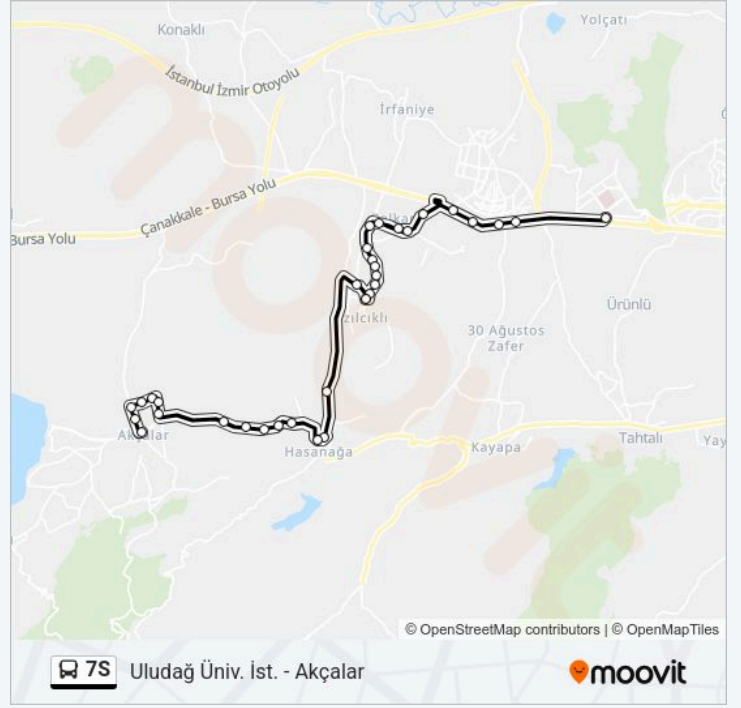 Yolçatı
Konaklı
İstanbul İzmir Otoyolu
İrfaniye
Çanakkale - Bursa Yolu
Bursa Yolu
Ürünlü
30 Ağustos
Zafer
Akçalar
Hasanağa
Kayapa
Tahtalı
Yay
© OpenStreetMap contributors | © OpenMapTiles
7S
Uludağ Üniv. İst. - Akçalar
moovit